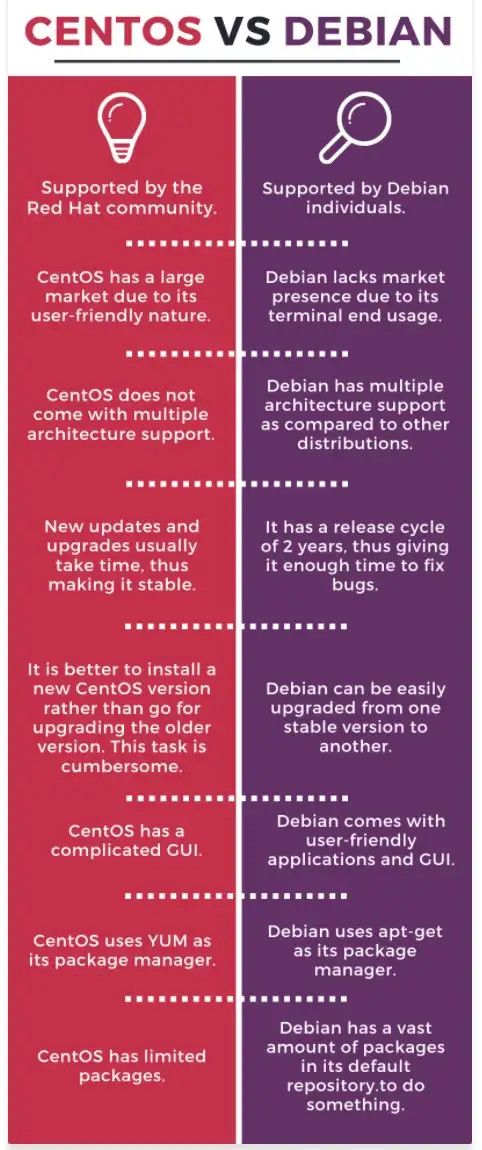 CENTOS VS DEBIAN
Supported by the
Red Hat community.
Supported by Debian
individuals.
CentOS has a large
market due to its
user-friendly nature.
Debian lacks market
presence due to its
terminal end usage.
CentOS does not
come with multiple
architecture support.
Debian has multiple
architecture support
as compared to other
distributions.
New updates and
upgrades usually
take time, thus
making it stable.
It has a release cycle
of 2 years, thus giving
it enough time to fix
bugs.
It is better to install a
new CentOS version
rather than go for
upgrading the older
version. This task is
cumbersome.
Debian can be easily
upgraded from one
stable version to
another.
CentOS has a
complicated GUI.
Debian comes with
user-friendly
applications and GUI.
CentOS uses YUM as
its package manager.
Debian uses apt-get
as its package
manager.
CentOS has limited
packages.
Debian has a vast
amount of packages
in its default
repository.to do
something.